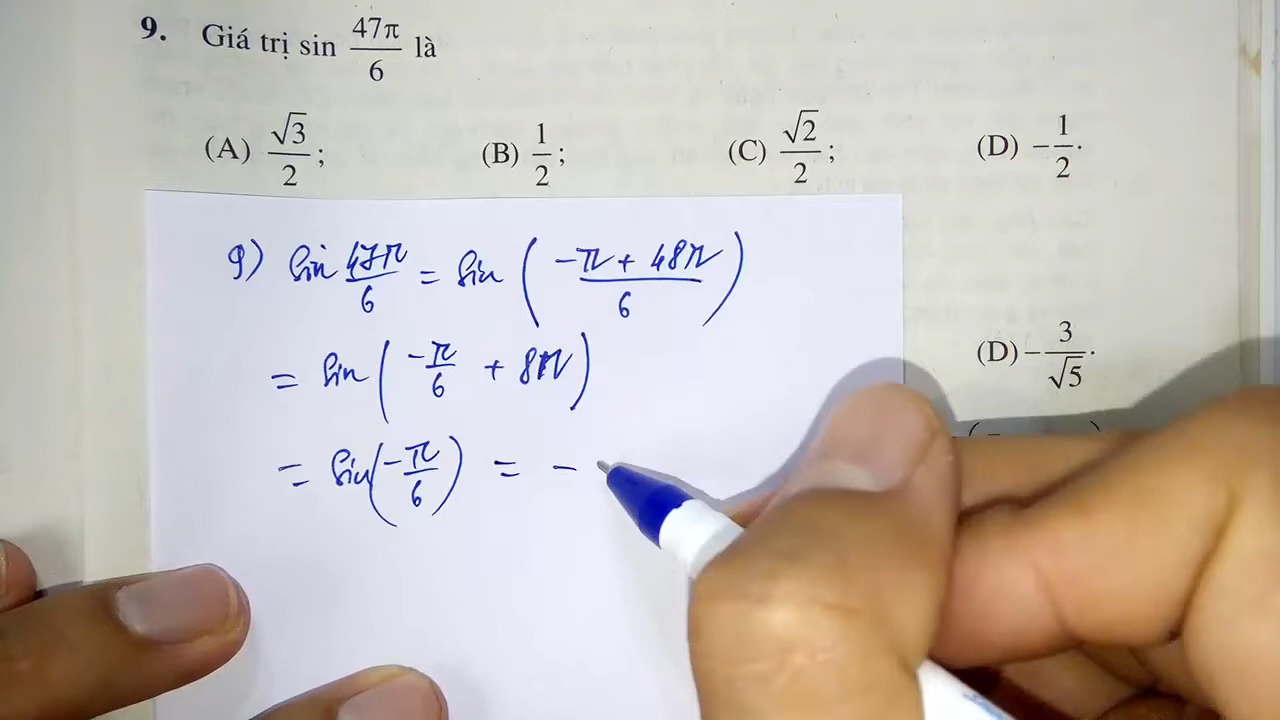 9. Giá trị sin 47π/6 là
(A) √3/2; (B) 1/2; (C) √2/2; (D) −1/2.
9) sin 47π/6 = sin ( (−π + 48π)/6 )
= sin ( −π/6 + 8π )
= sin(−π/6) = −
(D) −3/√5.